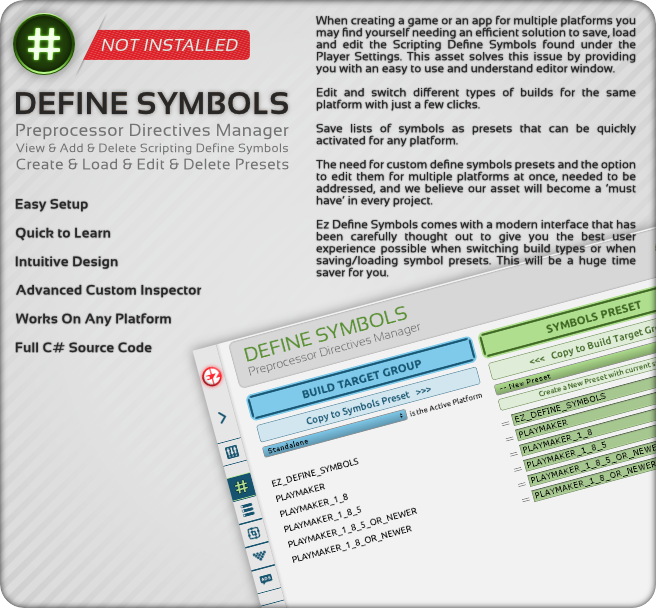 NOT INSTALLED
DEFINE SYMBOLS
Preprocessor Directives Manager
View & Add & Delete Scripting Define Symbols
Create & Load & Edit & Delete Presets
Easy Setup
Quick to Learn
Intuitive Design
Advanced Custom Inspector
Works On Any Platform
Full C# Source Code
When creating a game or an app for multiple platforms you
may find yourself needing an efficient solution to save, load
and edit the Scripting Define Symbols found under the
Player Settings. This asset solves this issue by providing
you with an easy to use and understand editor window.
Edit and switch different types of builds for the same
platform with just a few clicks.
Save lists of symbols as presets that can be quickly
activated for any platform.
The need for custom define symbols presets and the option
to edit them for multiple platforms at once, needed to be
addressed, and we believe our asset will become a 'must
have' in every project.
Ez Define Symbols comes with a modern interface that has
been carefully thought out to give you the best user
experience possible when switching build types or when
saving/loading symbol presets. This will be a huge time
saver for you.
DEFINE SYMBOLS
Preprocessor Directives Manager
BUILD TARGET GROUP
Copy to Symbols Preset >>>
Standalone
is the Active Platform
EZ_DEFINE_SYMBOLS
PLAYMAKER
PLAYMAKER_1_8
PLAYMAKER_1_8_5
PLAYMAKER_1_8_5_OR_NEWER
PLAYMAKER_1_8_OR_NEWER
SYMBOLS PRESET
<<< Copy to Build Target Gro
-- New Preset
Create a New Preset with current
EZ_DEFINE_SYMBOLS
PLAYMAKER
PLAYMAKER_1_8
PLAYMAKER_1_8_5
PLAYMAKER_1_8_5_OR_NEWE
PLAYMAKER_1_8_OR_NEWER